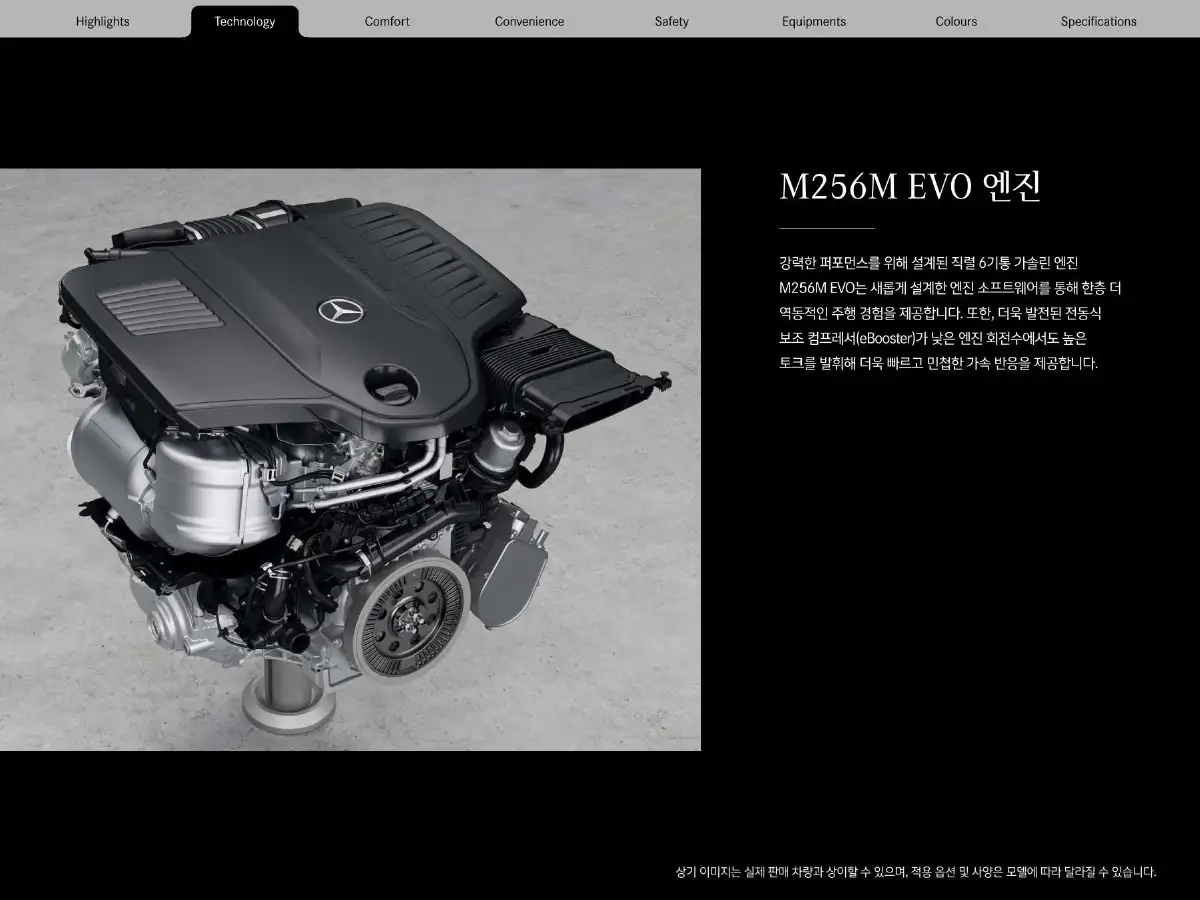 Highlights
Technology
Comfort
Convenience
Safety
Equipments
Colours
Specifications
M256M EVO 엔진
강력한 퍼포먼스를 위해 설계된 직렬 6기통 가솔린 엔진
M256M EVO는 새롭게 설계한 엔진 소프트웨어를 통해 한층 더
역동적인 주행 경험을 제공합니다. 또한, 더욱 발전된 전동식
보조 컴프레서(eBooster)가 낮은 엔진 회전수에서도 높은
토크를 발휘해 더욱 빠르고 민첩한 가속 반응을 제공합니다.
상기 이미지는 실제 판매 차량과 상이할 수 있으며, 적용 옵션 및 사양은 모델에 따라 달라질 수 있습니다.